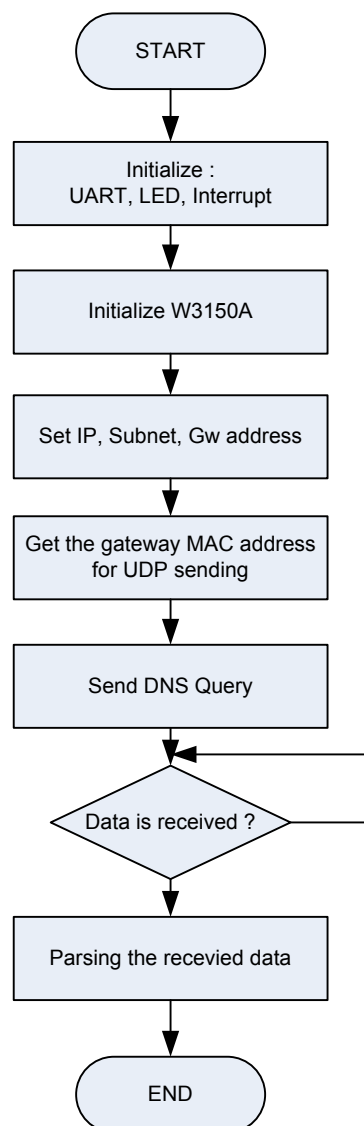 START
Initialize :
UART, LED, Interrupt
Initialize W3150A
Set IP, Subnet, Gw address
Get the gateway MAC address
for UDP sending
Send DNS Query
Data is received ?
Parsing the recevied data
END